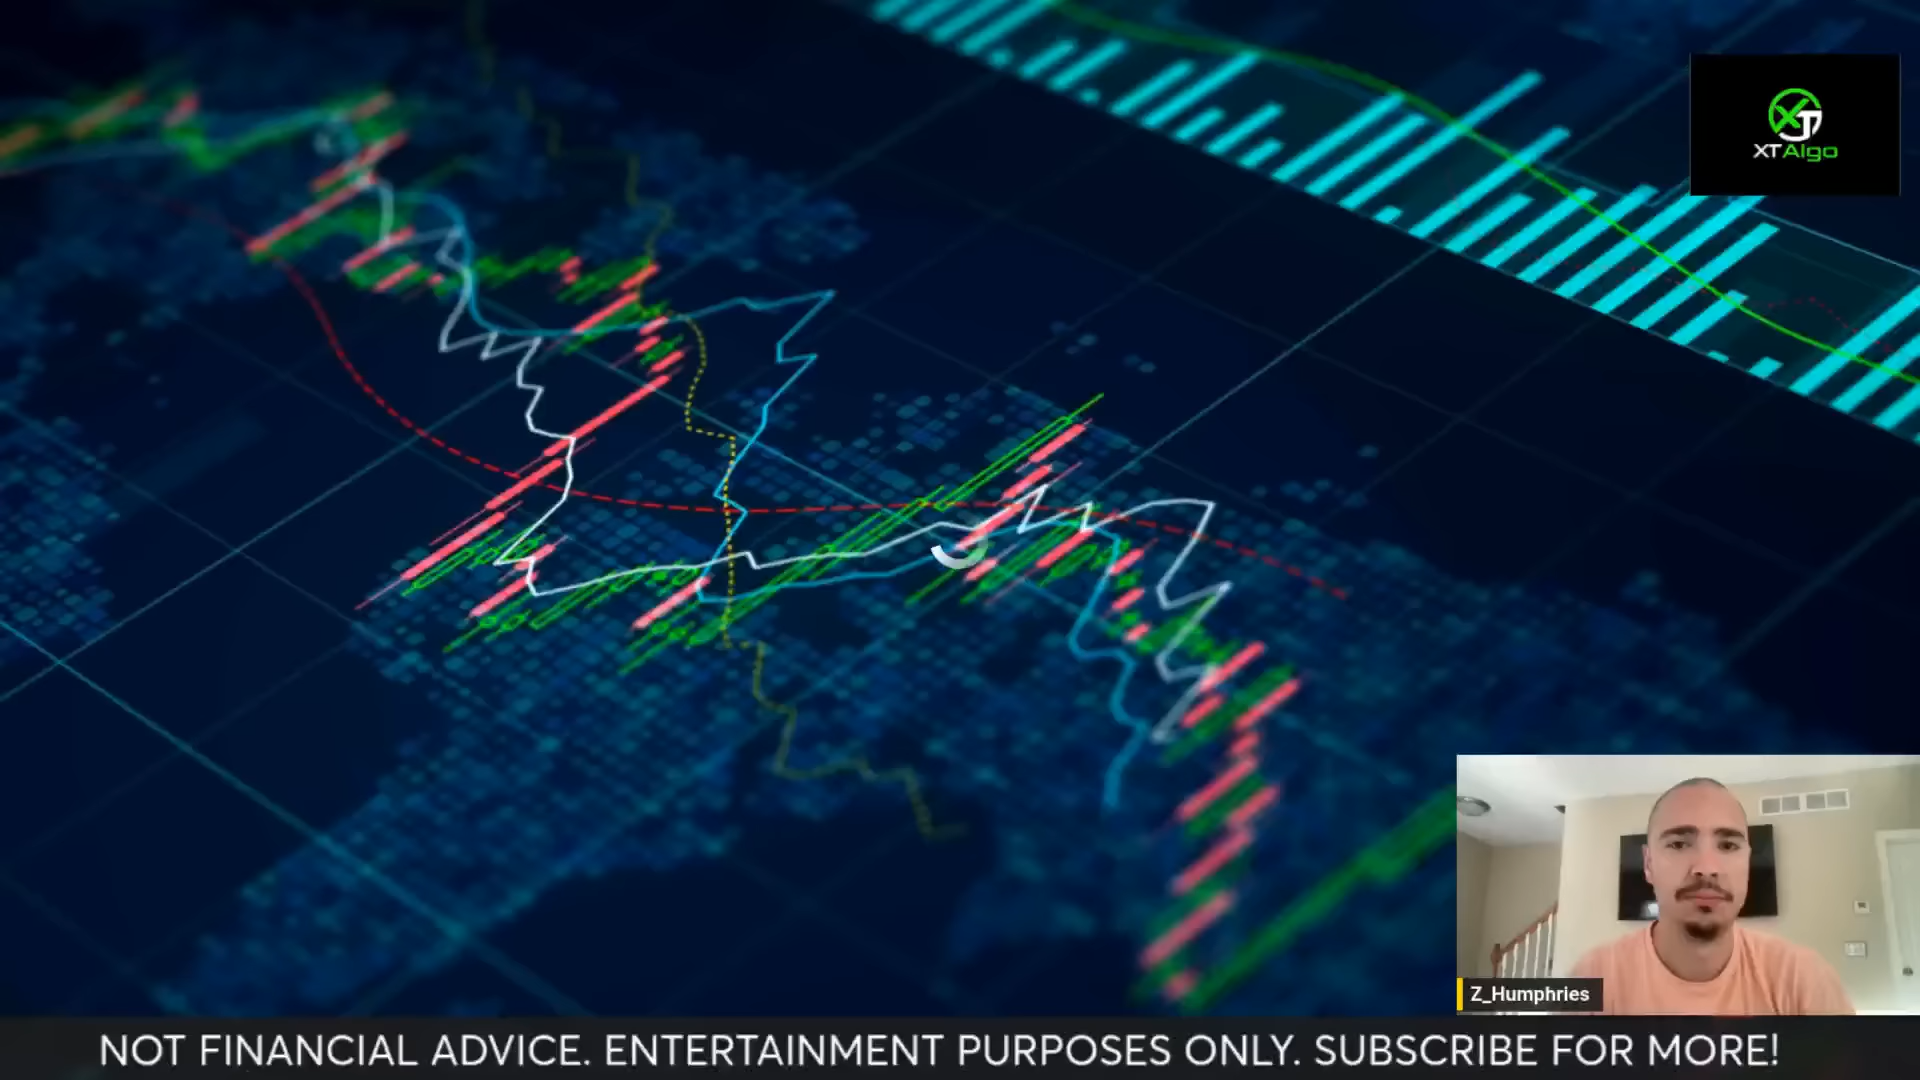 XTAlgo
Z_Humphries
NOT FINANCIAL ADVICE. ENTERTAINMENT PURPOSES ONLY. SUBSCRIBE FOR MORE!